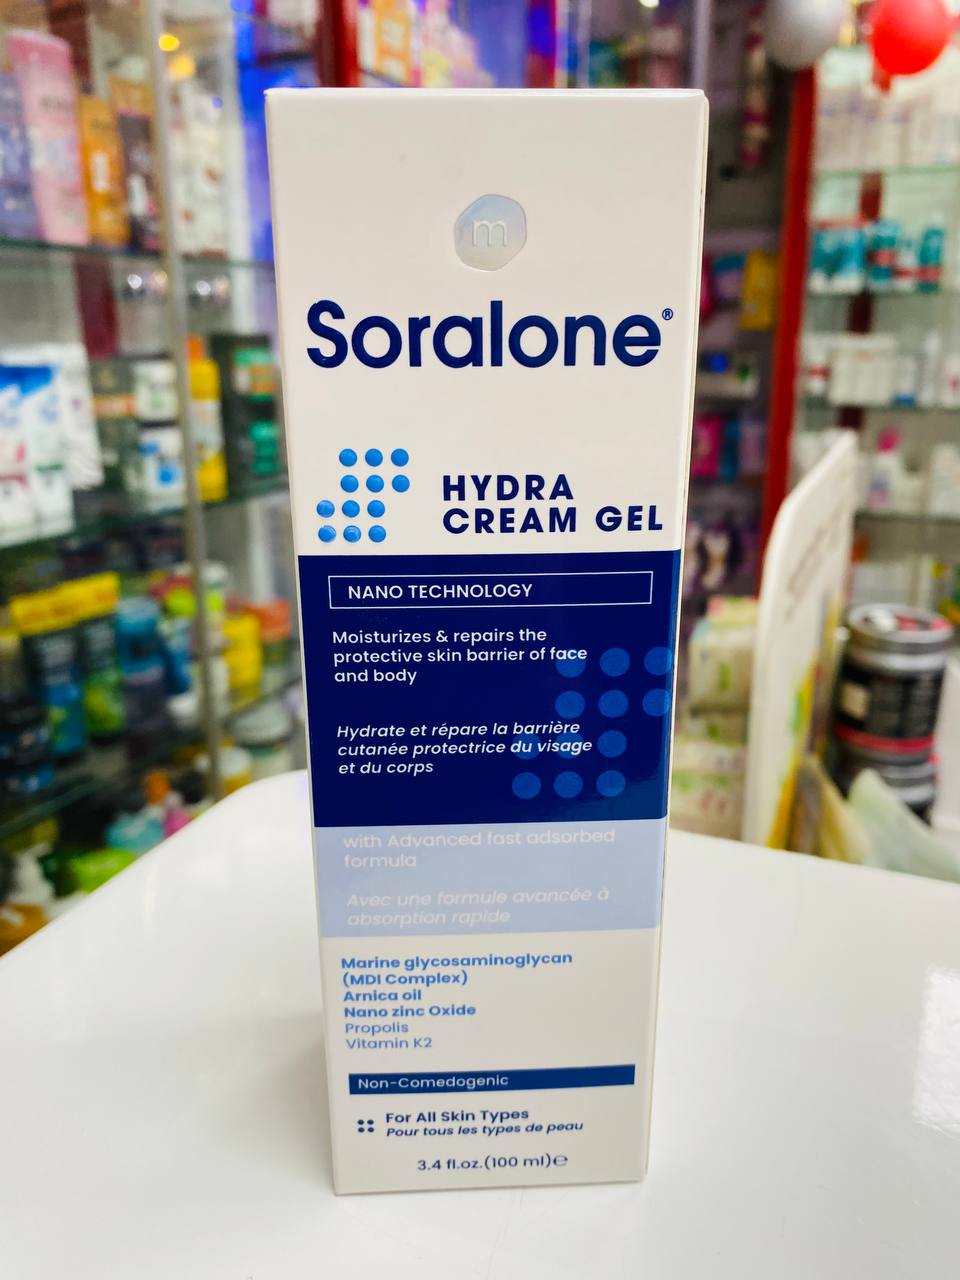 m
Soralone®
HYDRA
CREAM GEL
NANO TECHNOLOGY
Moisturizes & repairs the
protective skin barrier of face
and body
Hydrate et répare la barrière
cutanée protectrice du visage
et du corps
with Advanced fast adsorbed
formula
Avec une formule avancée à
absorption rapide
Marine glycosaminoglycan
(MDI Complex)
Arnica oil
Nano zinc Oxide
Propolis
Vitamin K2
Non-Comedogenic
For All Skin Types
Pour tous les types de peau
3.4 fl.oz.(100 ml)℮